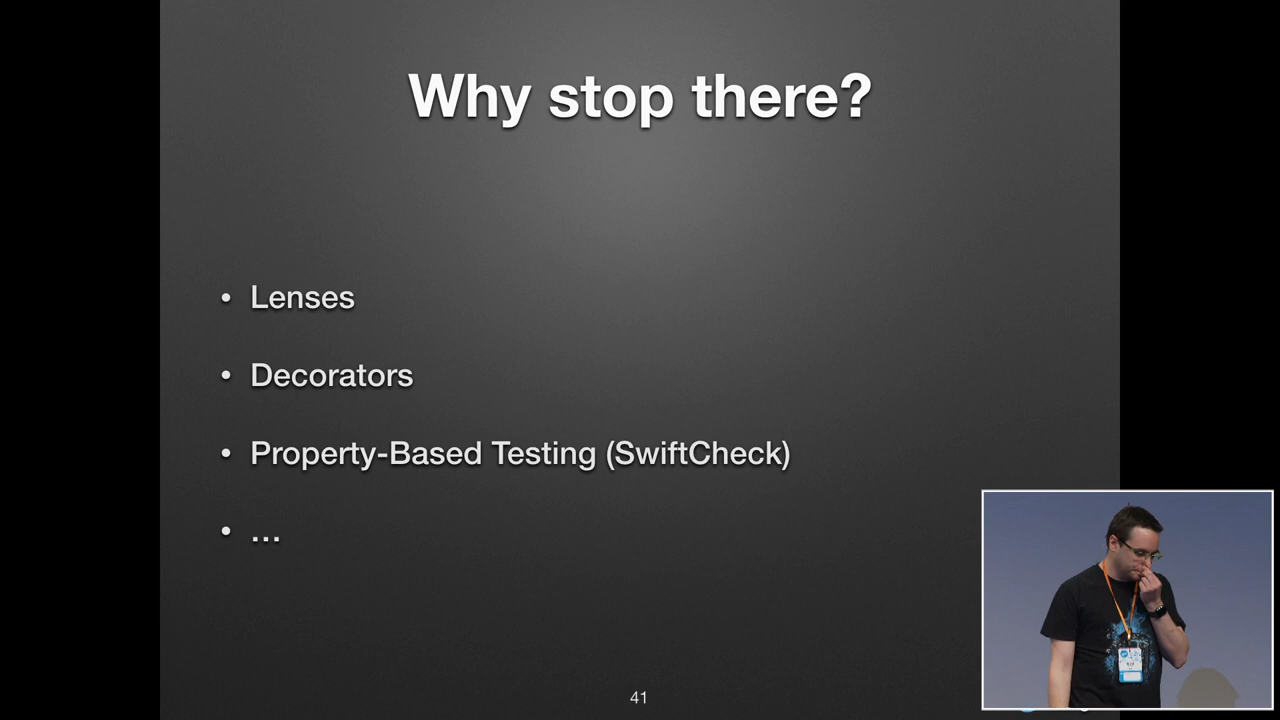 Why stop there?
• Lenses
• Decorators
• Property-Based Testing (SwiftCheck)
• ...
41